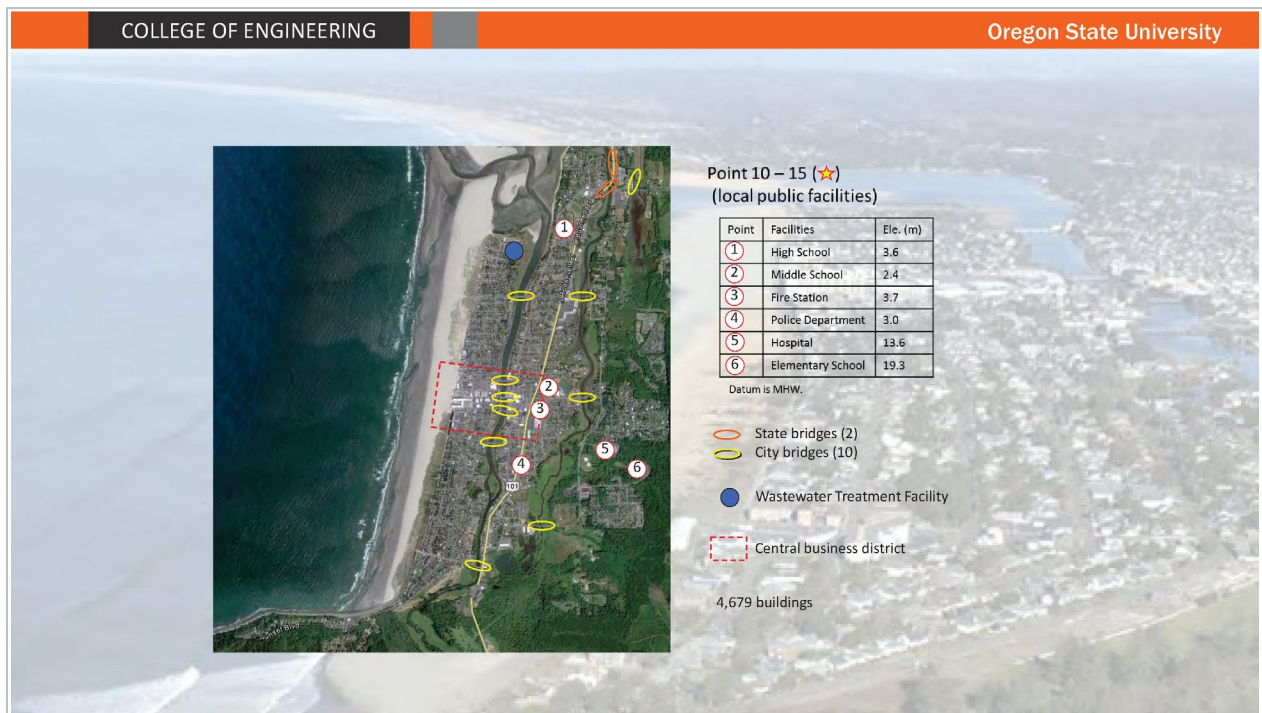 COLLEGE OF ENGINEERING
Oregon State University
Point 10 – 15 ( )
(local public facilities)
Point Facilities Ele. (m)
1 High School 3.6
2 Middle School 2.4
3 Fire Station 3.7
4 Police Department 3.0
5 Hospital 13.6
6 Elementary School 19.3
Datum is MHW.
State bridges (2)
City bridges (10)
Wastewater Treatment Facility
Central business district
4,679 buildings
1
2
3
5
6
4
101
Sunset Blvd